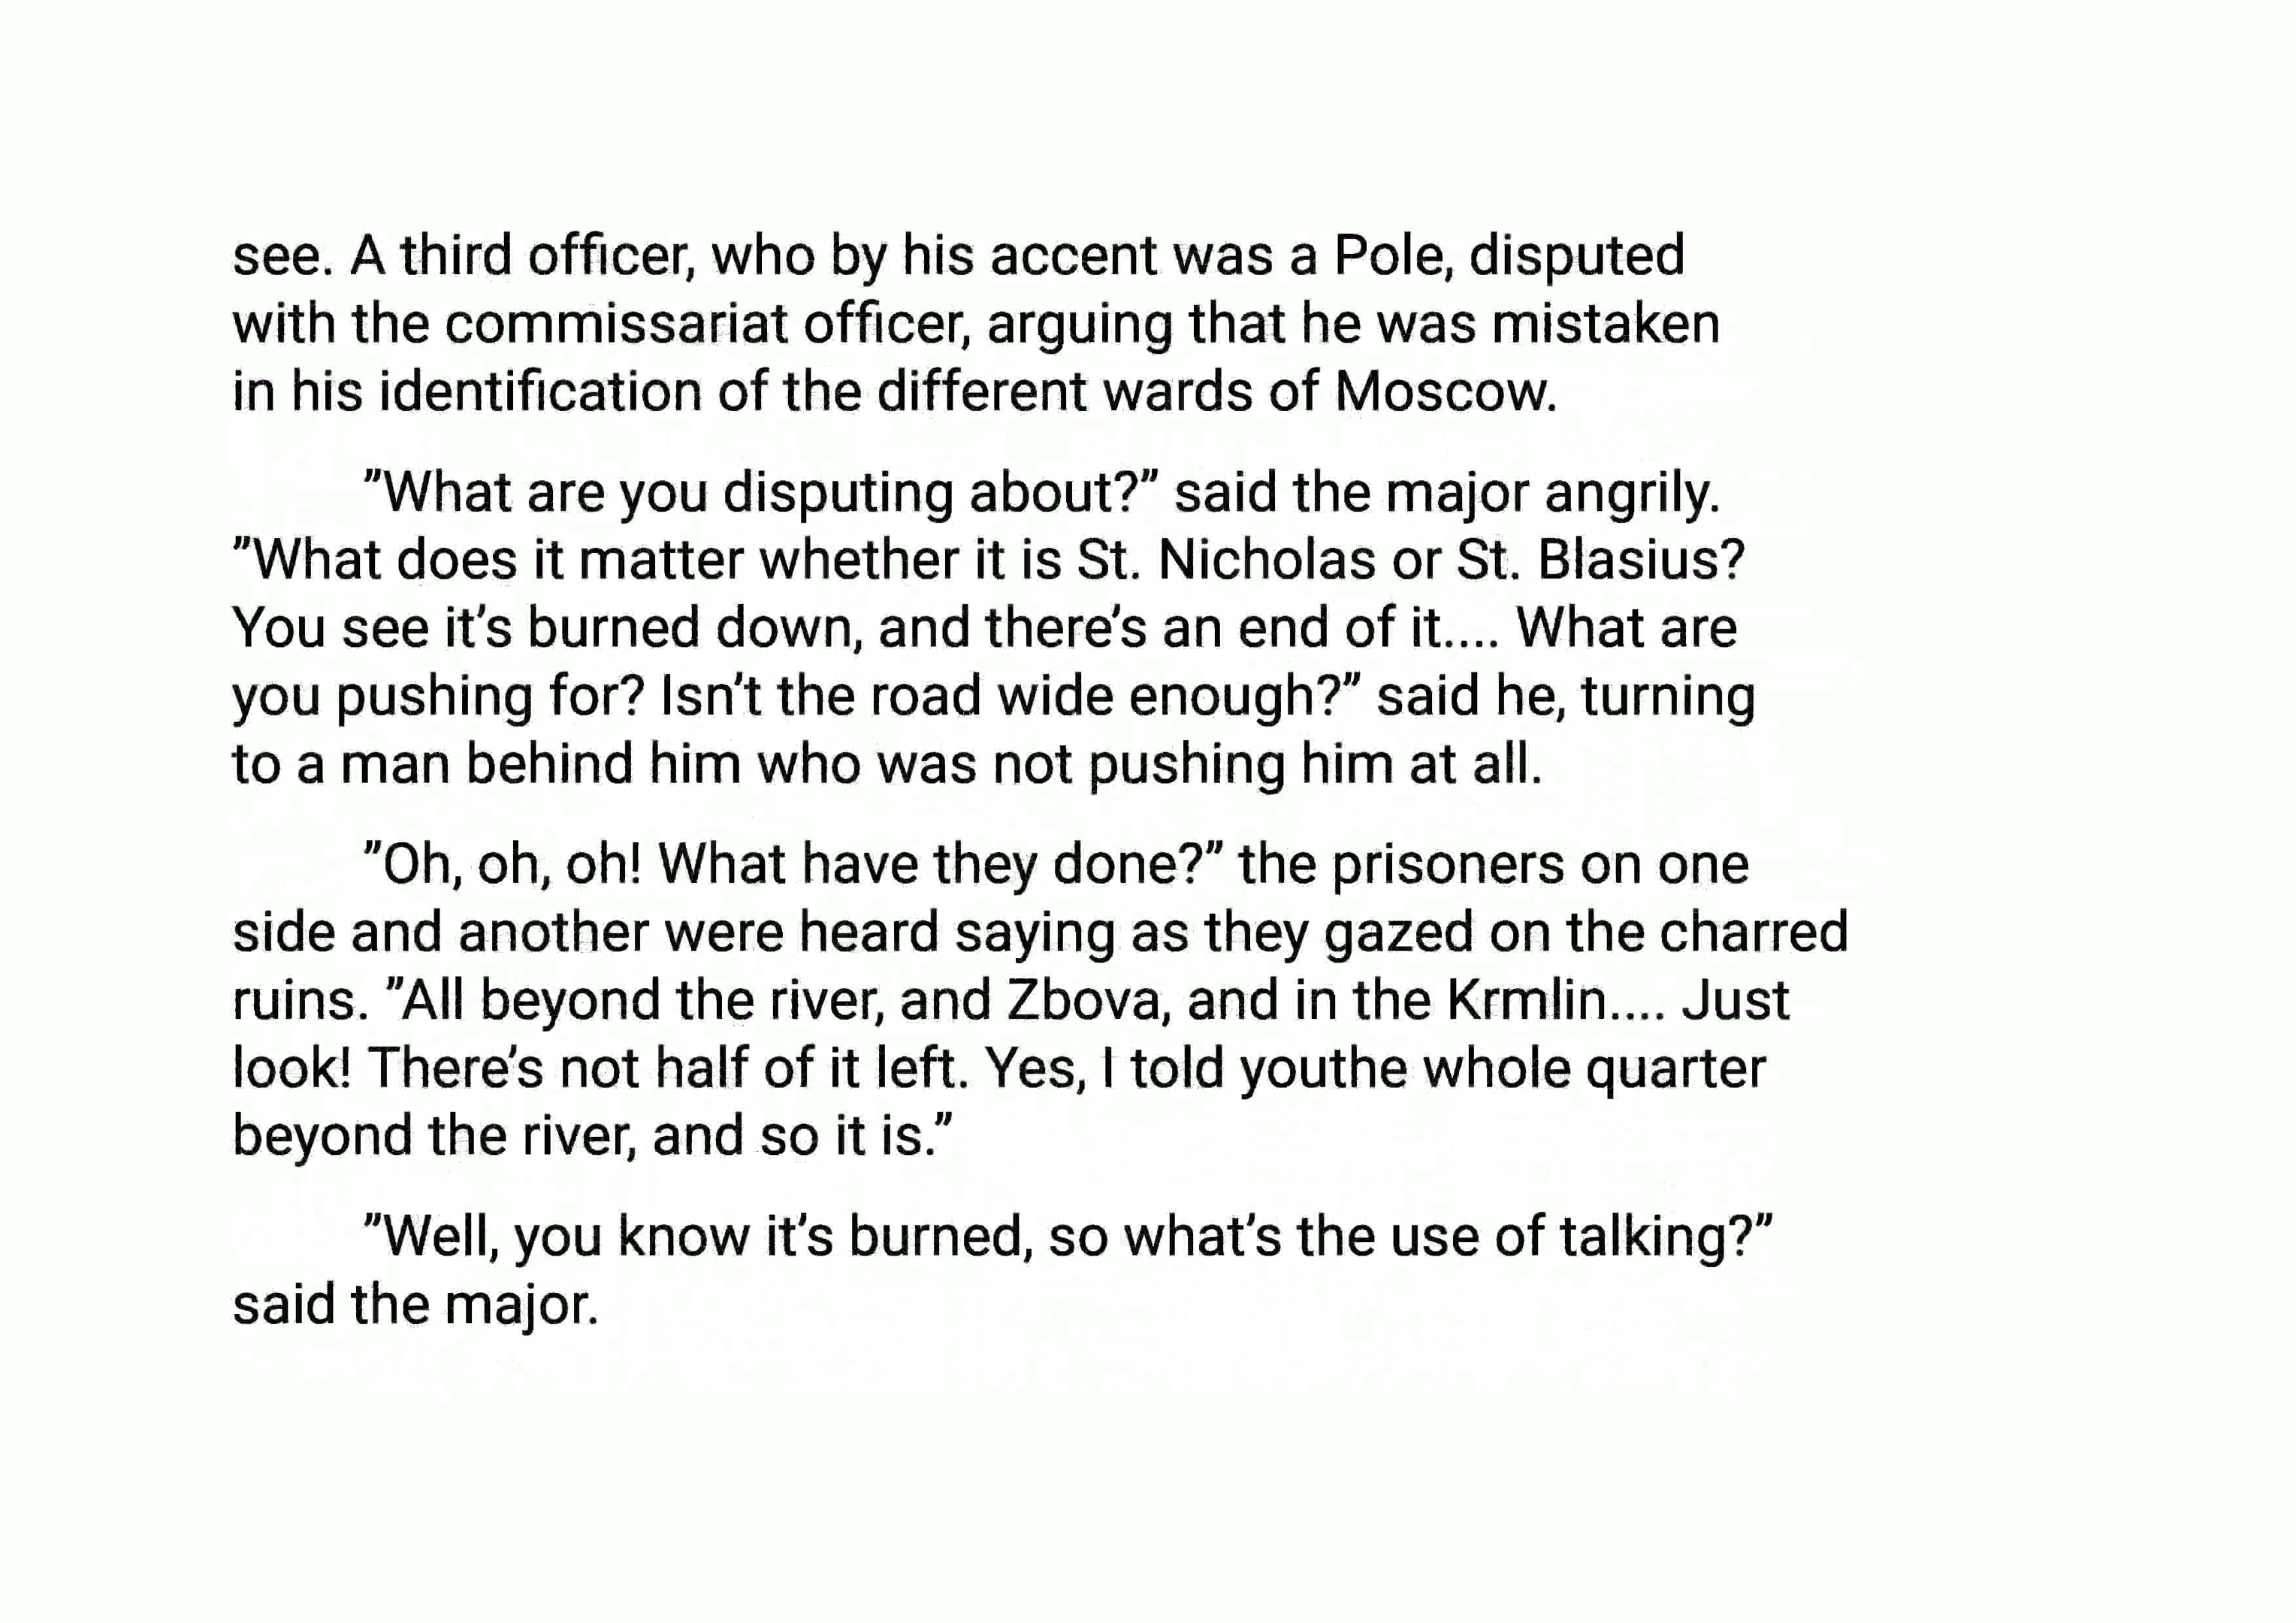 see. A third officer, who by his accent was a Pole, disputed
with the commissariat officer, arguing that he was mistaken
in his identification of the different wards of Moscow.
”What are you disputing about?” said the major angrily.
”What does it matter whether it is St. Nicholas or St. Blasius?
You see it’s burned down, and there’s an end of it.... What are
you pushing for? Isn’t the road wide enough?” said he, turning
to a man behind him who was not pushing him at all.
”Oh, oh, oh! What have they done?” the prisoners on one
side and another were heard saying as they gazed on the charred
ruins. ”All beyond the river, and Zbova, and in the Krmlin.... Just
look! There’s not half of it left. Yes, I told youthe whole quarter
beyond the river, and so it is.”
”Well, you know it’s burned, so what’s the use of talking?”
said the major.